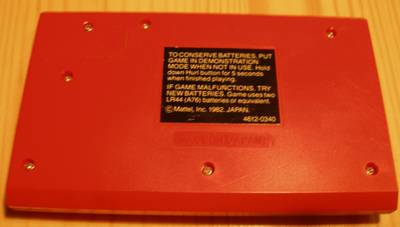 TO CONSERVE BATTERIES, PUT
GAME IN DEMONSTRATION
MODE WHEN NOT IN USE. Hold
down Hurl button for 5 seconds
when finished playing.
IF GAME MALFUNCTIONS, TRY
NEW BATTERIES. Game uses two
LR44 (A76) batteries or equivalent.
© Mattel, Inc. 1982. JAPAN.
4612-0340